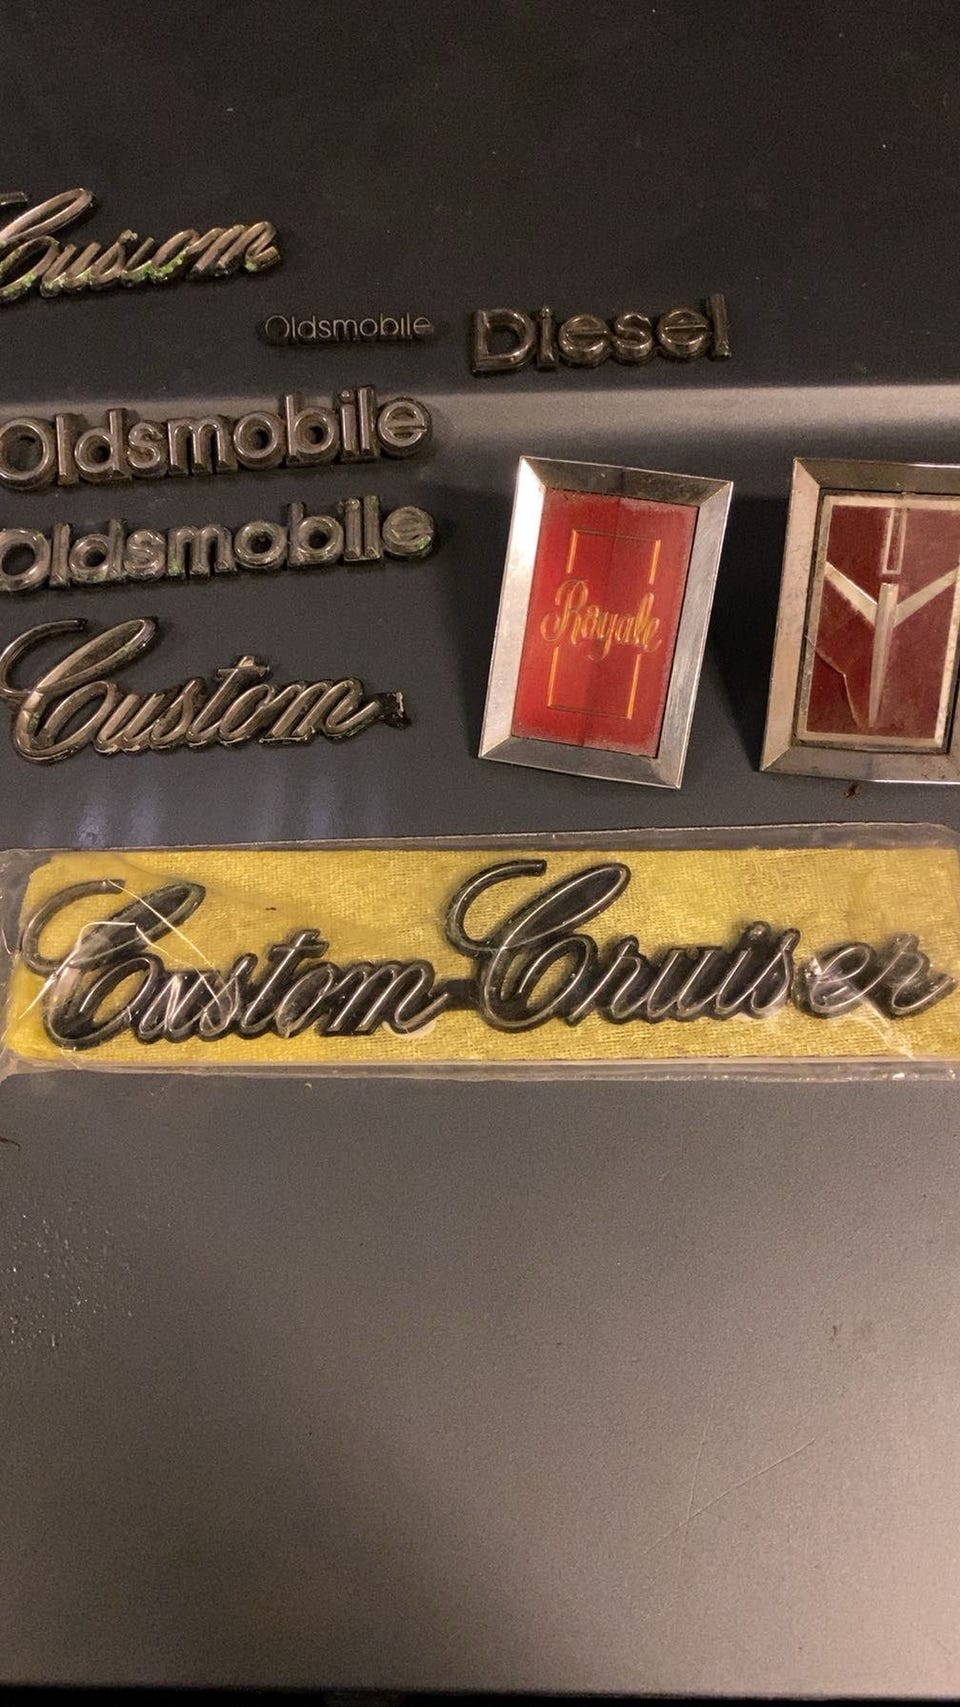 Custom
Oldsmobile
Diesel
Oldsmobile
Oldsmobile
Royale
Custom
Custom Cruiser